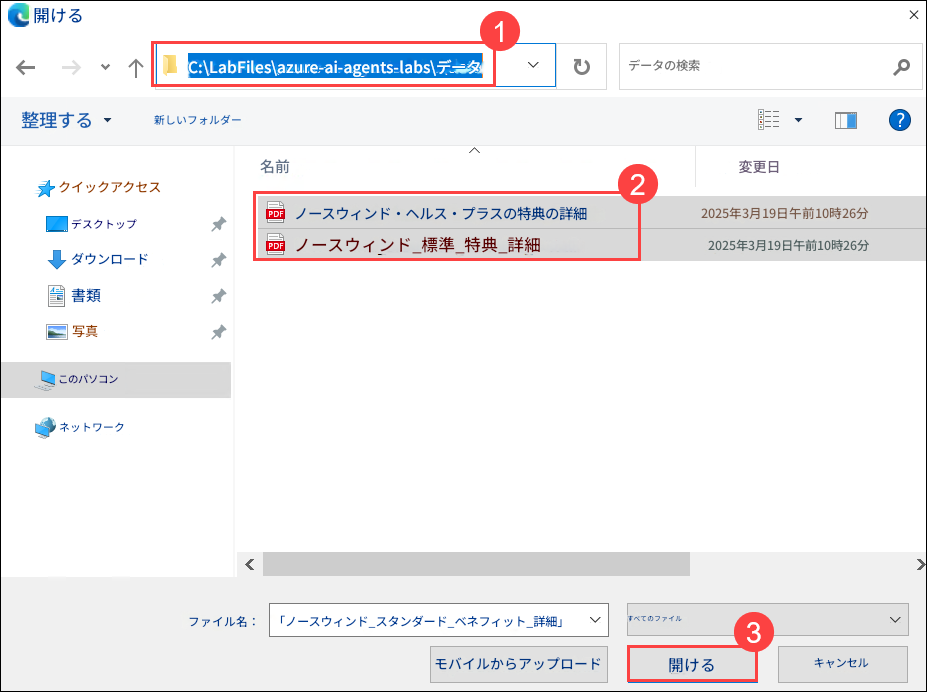 開ける
1
C:\LabFiles\azure-ai-agents-labs\データ
データの検索
整理する
新しいフォルダー
名前
変更日
2
クイックアクセス
デスクトップ
ダウンロード
書類
写真
このパソコン
ネットワーク
PDF ノースウィンド・ヘルス・プラスの特典の詳細 2025年3月19日午前10時26分
PDF ノースウィンド_標準_特典_詳細 2025年3月19日午前10時26分
ファイル名：
「ノースウィンド_スタンダード_ベネフィット_詳細」
すべてのファイル
3
モバイルからアップロード
開ける
キャンセル